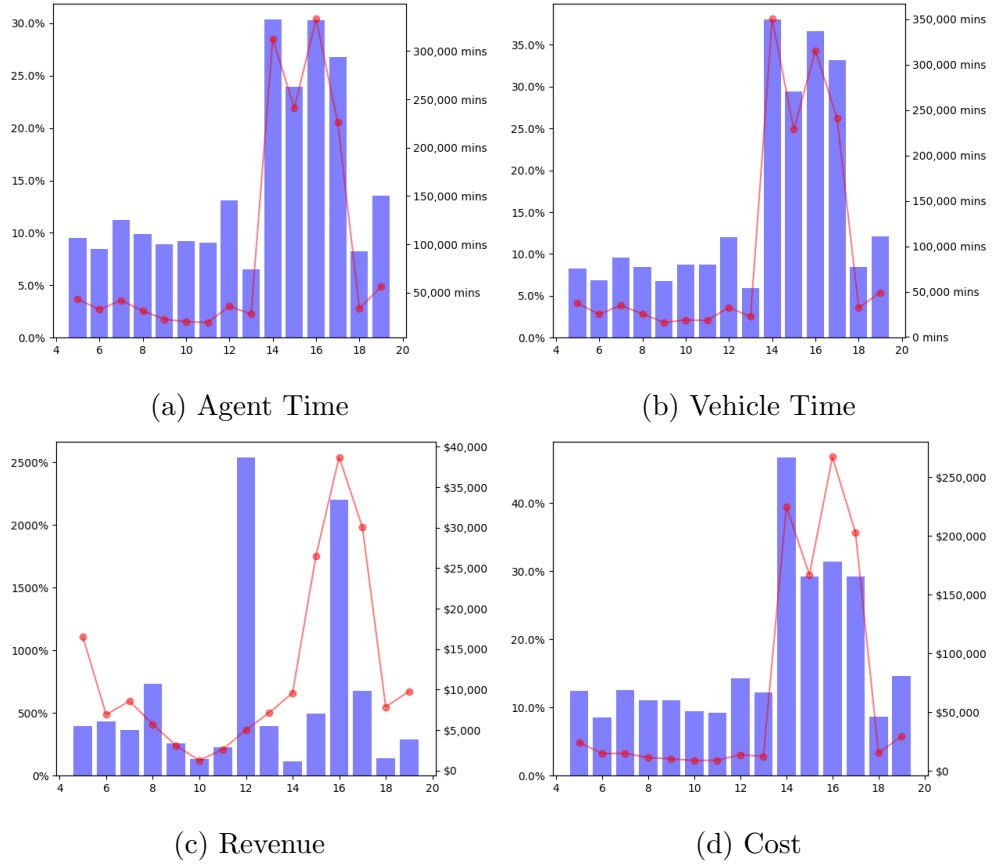 30.0%
25.0%
20.0%
15.0%
10.0%
5.0%
0.0%
300,000 mins
250,000 mins
200,000 mins
150,000 mins
100,000 mins
50,000 mins
4 6 8 10 12 14 16 18 20
(a) Agent Time
35.0%
30.0%
25.0%
20.0%
15.0%
10.0%
5.0%
0.0%
350,000 mins
300,000 mins
250,000 mins
200,000 mins
150,000 mins
100,000 mins
50,000 mins
0 mins
4 6 8 10 12 14 16 18 20
(b) Vehicle Time
2500%
2000%
1500%
1000%
500%
0%
$40,000
$35,000
$30,000
$25,000
$20,000
$15,000
$10,000
$5,000
$0
4 6 8 10 12 14 16 18 20
(c) Revenue
40.0%
30.0%
20.0%
10.0%
0.0%
$250,000
$200,000
$150,000
$100,000
$50,000
$0
4 6 8 10 12 14 16 18 20
(d) Cost